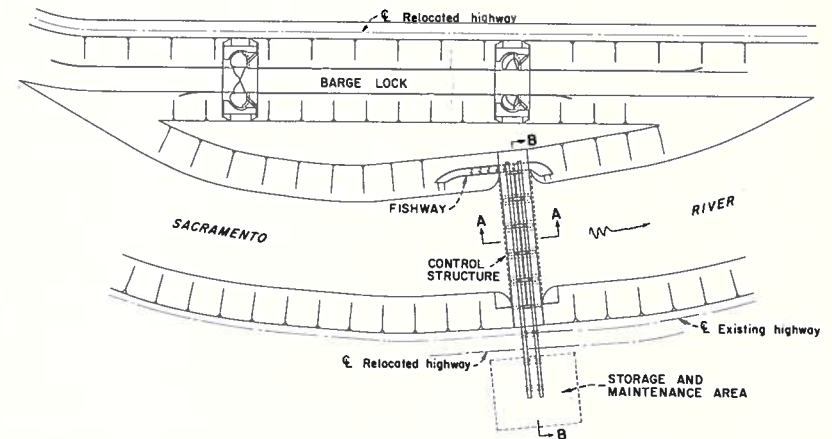 ℄ Relocated highway
BARGE LOCK
B
FISHWAY
A
A
SACRAMENTO
RIVER
CONTROL
STRUCTURE
℄ Existing highway
℄ Relocated highway
STORAGE AND
MAINTENANCE AREA
B